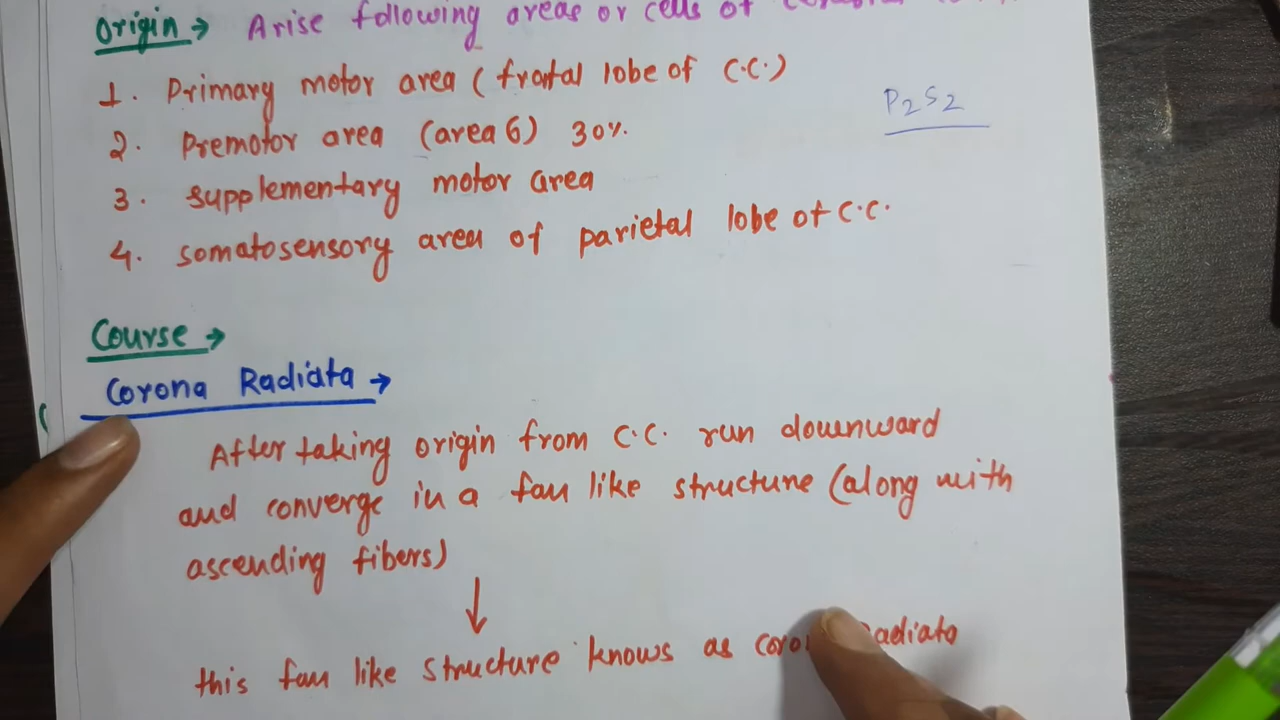 Origin → Arise following areas or cells of
1. Primary motor area (frontal lobe of C.C.)
P2S2
2. Premotor area (area 6) 30%.
3. supplementary motor area
4. somatosensory area of parietal lobe of C.C.
Course →
Corona Radiata →
After taking origin from C.C. run downward
and converge in a fan like structure (along with
ascending fibers)
↓
this fan like structure knows as radiata